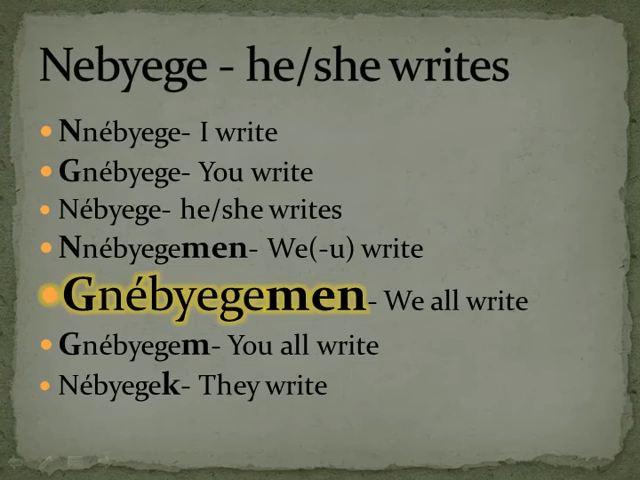 Nebyege - he/she writes
Nnébyege- I write
Gnébyege- You write
Nébyege- he/she writes
Nnébyegemen- We(-u) write
Gnébyegemen- We all write
Gnébyegem- You all write
Nébyegek- They write